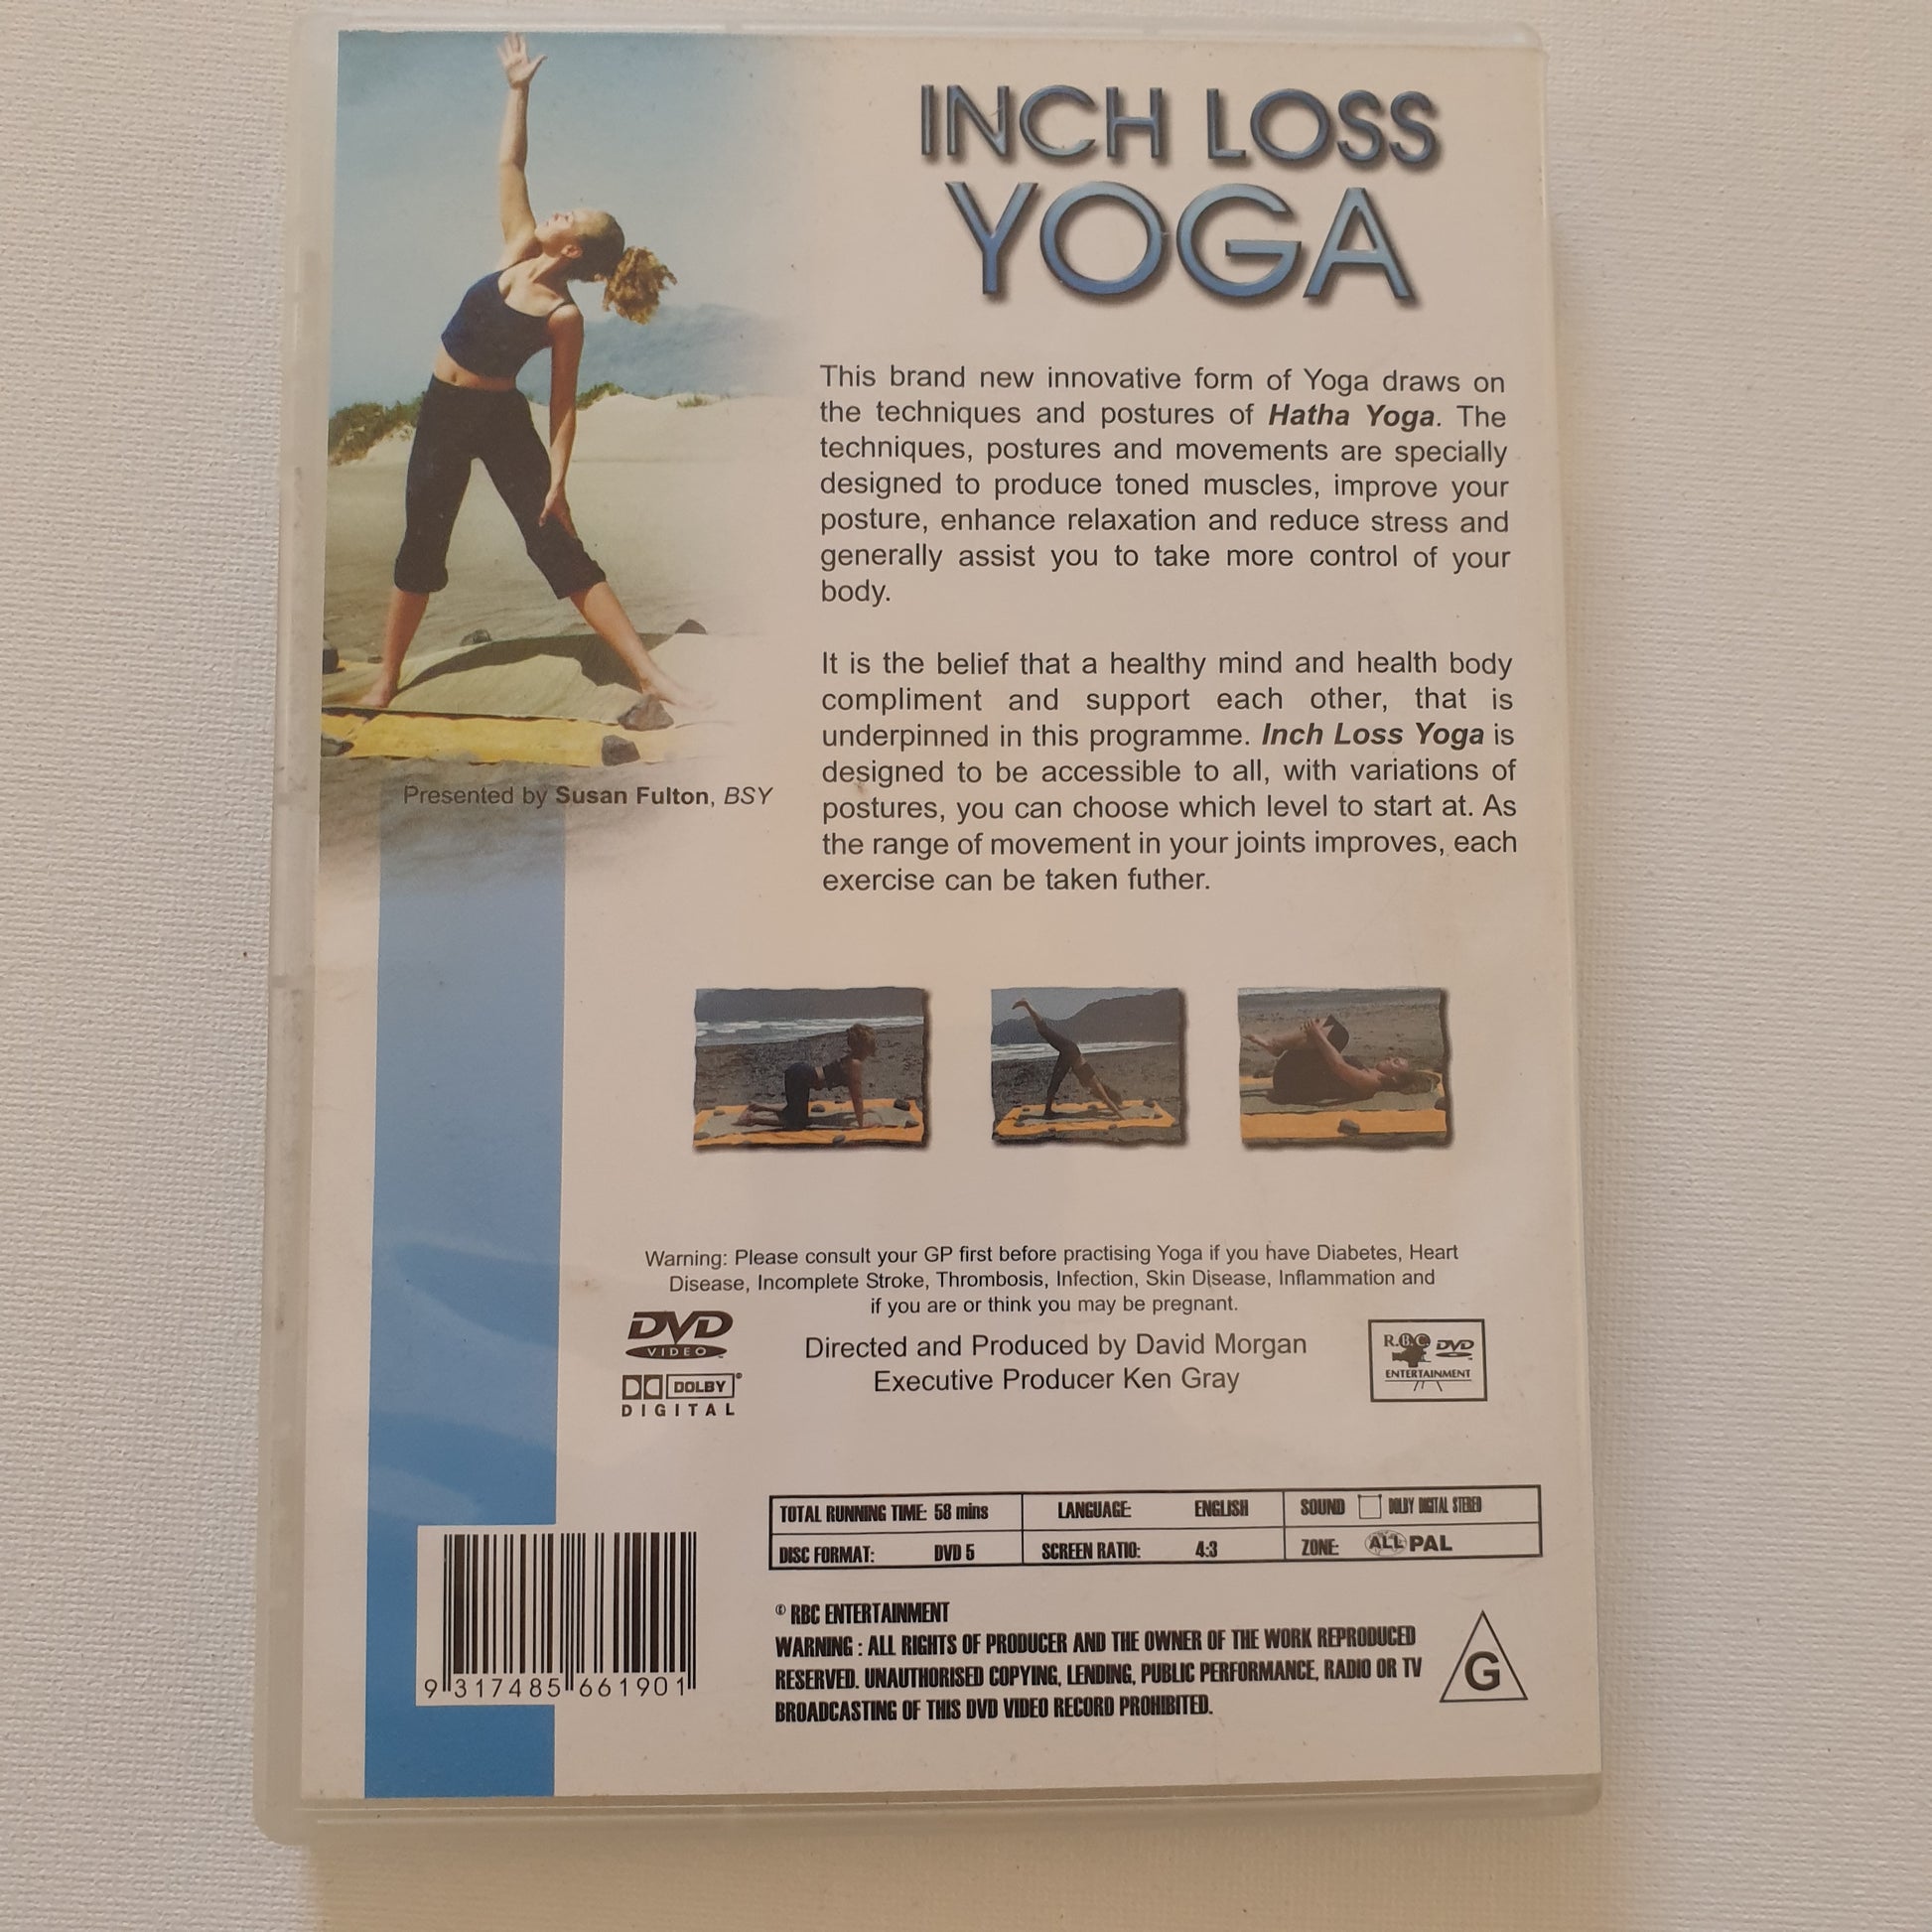 INCH LOSS
YOGA
This brand new innovative form of Yoga draws on
the techniques and postures of Hatha Yoga. The
techniques, postures and movements are specially
designed to produce toned muscles, improve your
posture, enhance relaxation and reduce stress and
generally assist you to take more control of your
body.
It is the belief that a healthy mind and health body
compliment and support each other, that is
underpinned in this programme. Inch Loss Yoga is
designed to be accessible to all, with variations of
postures, you can choose which level to start at. As
the range of movement in your joints improves, each
exercise can be taken futher.
Presented by Susan Fulton, BSY
Warning: Please consult your GP first before practising Yoga if you have Diabetes, Heart
Disease, Incomplete Stroke, Thrombosis, Infection, Skin Disease, Inflammation and
if you are or think you may be pregnant.
DVD
VIDEO
DOLBY
DIGITAL
Directed and Produced by David Morgan
Executive Producer Ken Gray
R.B.C DVD
ENTERTAINMENT
TOTAL RUNNING TIME: 58 mins LANGUAGE: ENGLISH SOUND DOLBY DIGITAL STEREO
DISC FORMAT: DVD 5 SCREEN RATIO: 4:3 ZONE: ALL PAL
9 317485 661901
© RBC ENTERTAINMENT
WARNING : ALL RIGHTS OF PRODUCER AND THE OWNER OF THE WORK REPRODUCED
RESERVED. UNAUTHORISED COPYING, LENDING, PUBLIC PERFORMANCE, RADIO OR TV
BROADCASTING OF THIS DVD VIDEO RECORD PROHIBITED.
G